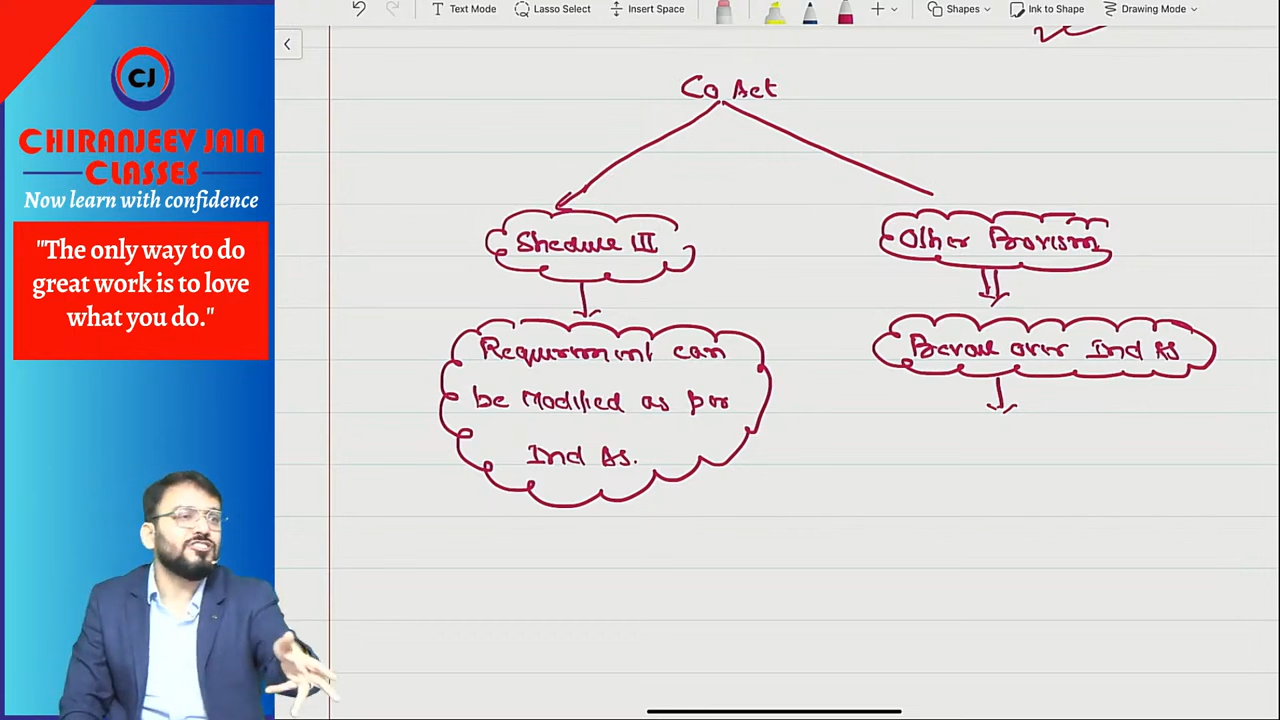 Text Mode
Lasso Select
Insert Space
Shapes
Ink to Shape
Drawing Mode
CJ
CHIRANJEEV JAIN
CLASSES
Now learn with confidence
"The only way to do
great work is to love
what you do."
Co Act
Shedule III
Other Provision
Requirement can
be Modified as per
Ind AS.
Prevail over Ind AS